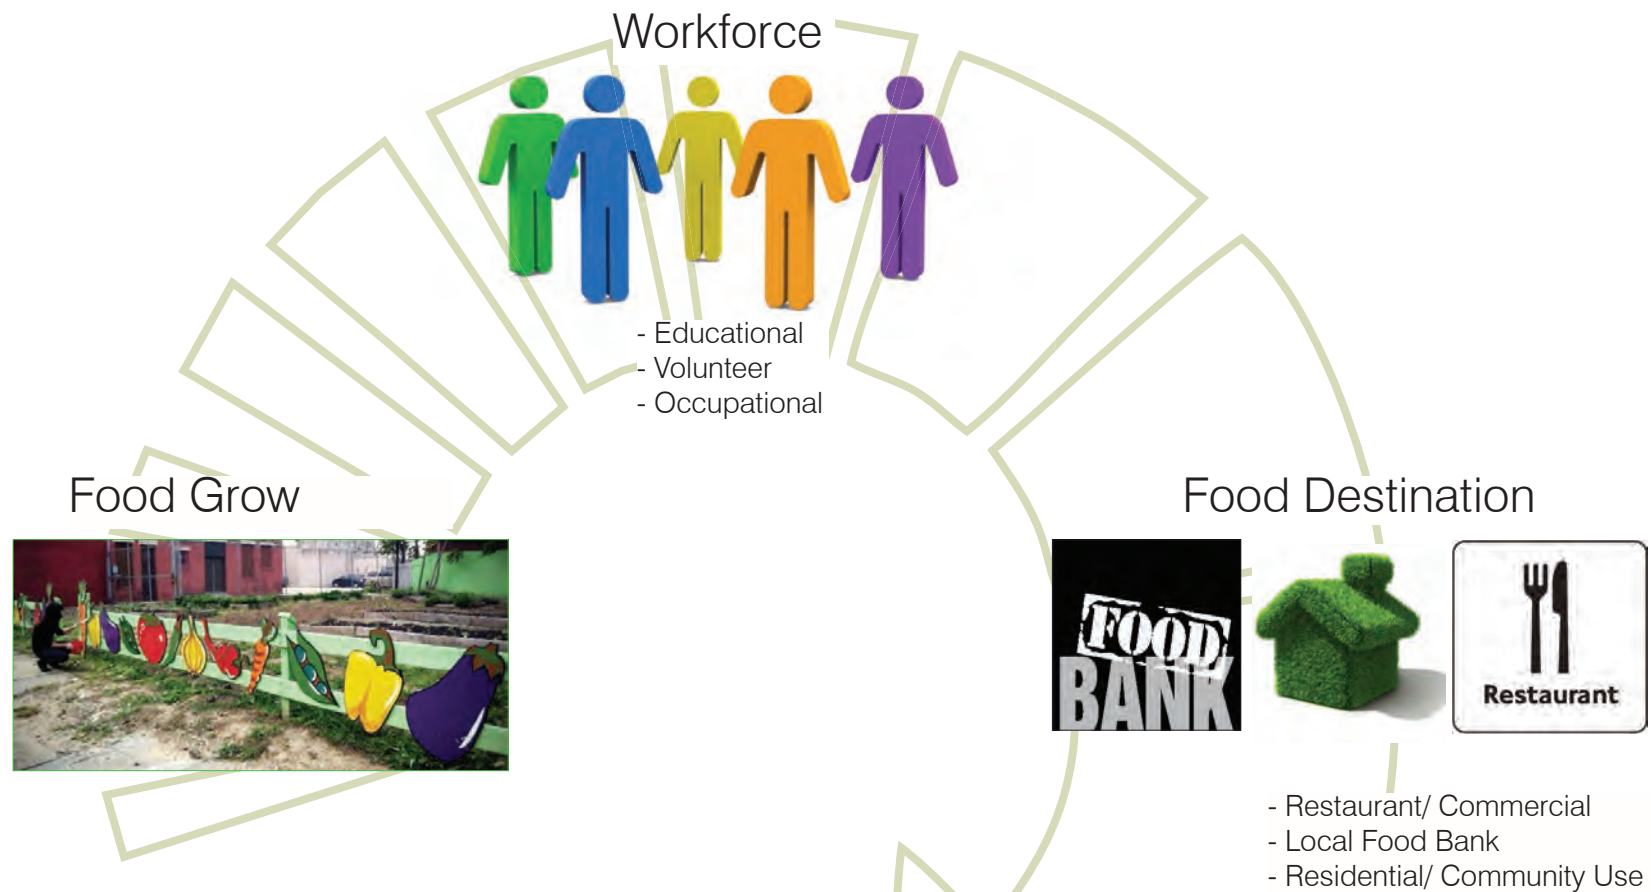 Workforce
- Educational
- Volunteer
- Occupational
Food Grow
Food Destination
FOOD
BANK
Restaurant
- Restaurant/ Commercial
- Local Food Bank
- Residential/ Community Use